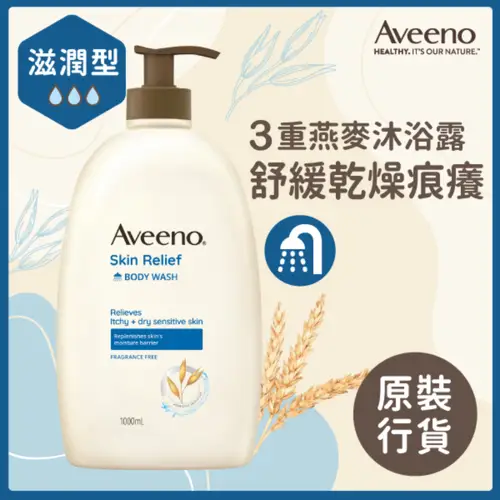 滋潤型
Aveeno
HEALTHY. IT'S OUR NATURE.™
3重燕麥沐浴露
舒緩乾燥痕癢
Aveeno®
Skin Relief
BODY WASH
Relieves
Itchy + dry sensitive skin
Replenishes skin's
moisture barrier
FRAGRANCE FREE
1000mL
原裝
行貨